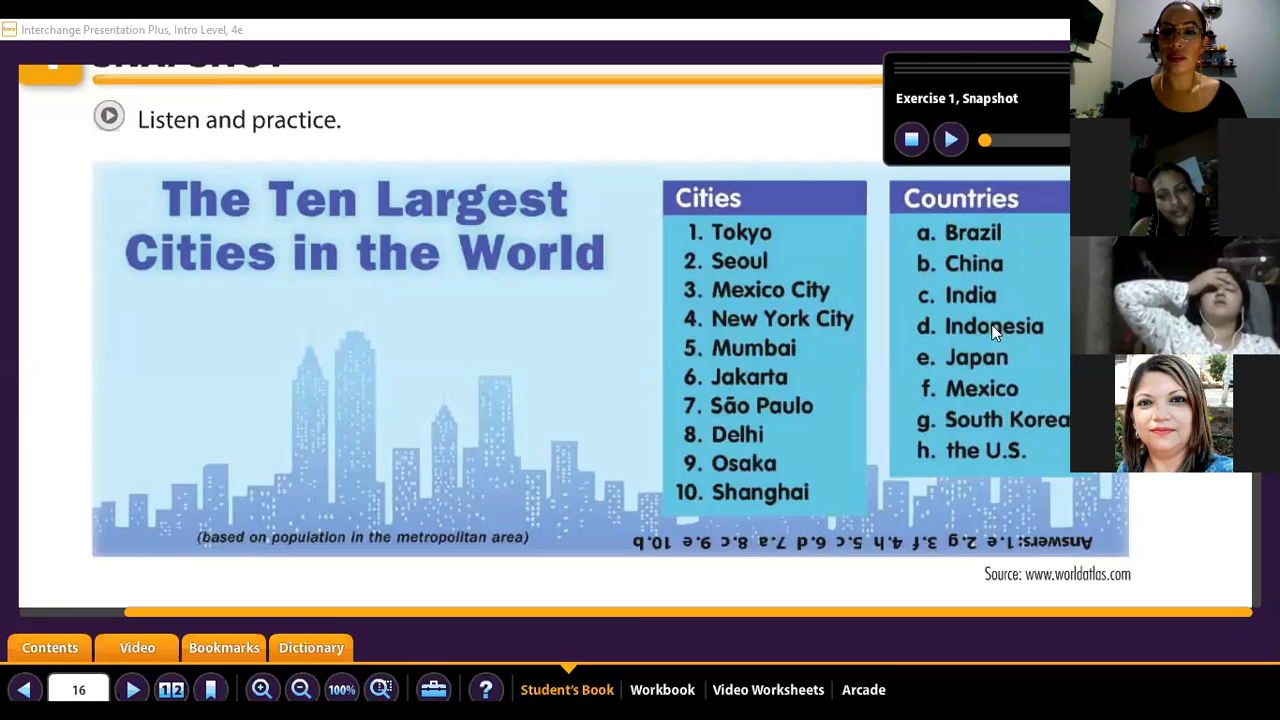 Interchange Presentation Plus, Intro Level, 4e
Listen and practice.
Exercise 1, Snapshot
The Ten Largest
Cities in the World
(based on population in the metropolitan area)
Cities
1. Tokyo
2. Seoul
3. Mexico City
4. New York City
5. Mumbai
6. Jakarta
7. São Paulo
8. Delhi
9. Osaka
10. Shanghai
Countries
a. Brazil
b. China
c. India
d. Indonesia
e. Japan
f. Mexico
g. South Korea
h. the U.S.
Answers: 1. e 2. g 3. f 4. h 5. c 6. d 7. a 8. c 9. e 10. b
Source: www.worldatlas.com
Contents Video Bookmarks Dictionary
16 1 2 100% ? Student's Book Workbook Video Worksheets Arcade